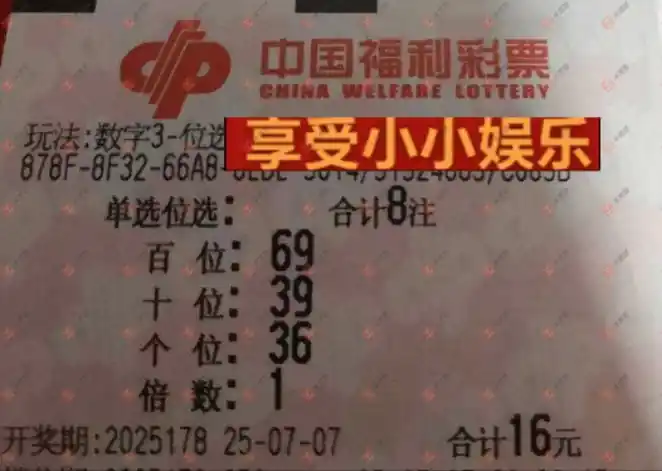 中国福利彩票
CHINA WELFARE LOTTERY
玩法:数字3-位选
享受小小娱乐
878F-8F32-66A8-
单选位选: 合计8注
百位: 69
十位: 39
个位: 36
倍数: 1
开奖期:2025178 25-07-07 合计16元